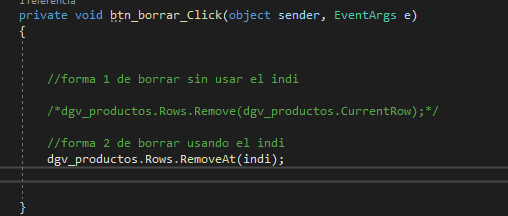 1 referencia
private void btn_borrar_Click(object sender, EventArgs e)
{
//forma 1 de borrar sin usar el indi
/*dgv_productos.Rows.Remove(dgv_productos.CurrentRow);*/
//forma 2 de borrar usando el indi
dgv_productos.Rows.RemoveAt(indi);
}